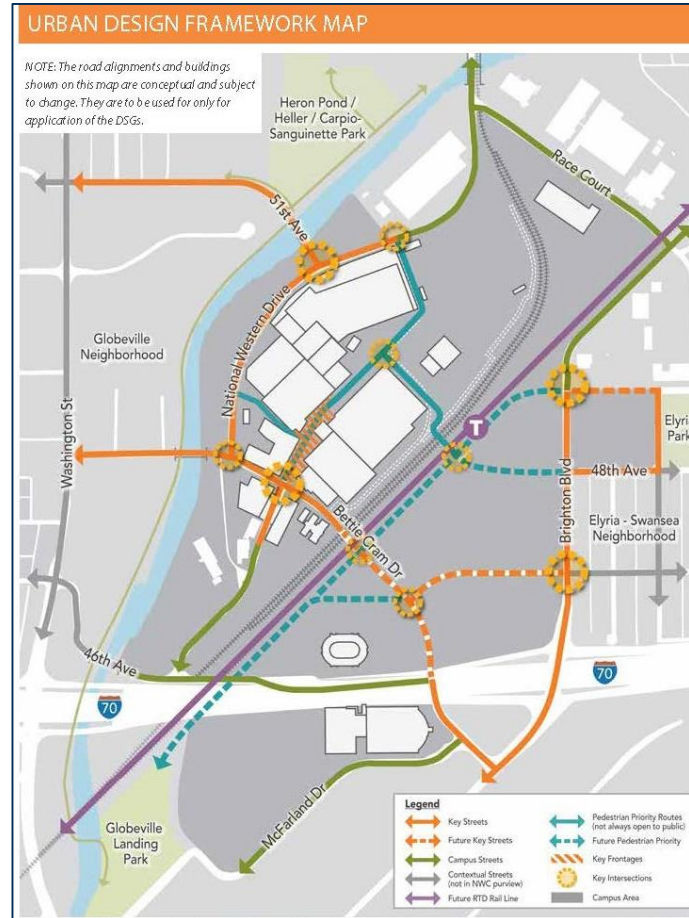 URBAN DESIGN FRAMEWORK MAP
NOTE: The road alignments and buildings
shown on this map are conceptual and subject
to change. They are to be used for only for
application of the DSGs.
Heron Pond /
Heller / Carpio-
Sanguinette Park
Race Court
51st Ave
National Western Drive
Globeville
Neighborhood
Washington St
T
Elyria
Park
48th Ave
Brighton Blvd
Elyria - Swansea
Neighborhood
Bettie Cram Dr
46th Ave
70
70
McFarland Dr
Globeville
Landing
Park
Legend
Key Streets
Future Key Streets
Campus Streets
Contextual Streets
(not in NWC purview)
Future RTD Rail Line
Pedestrian Priority Routes
(not always open to public)
Future Pedestrian Priority
Key Frontages
Key Intersections
Campus Area